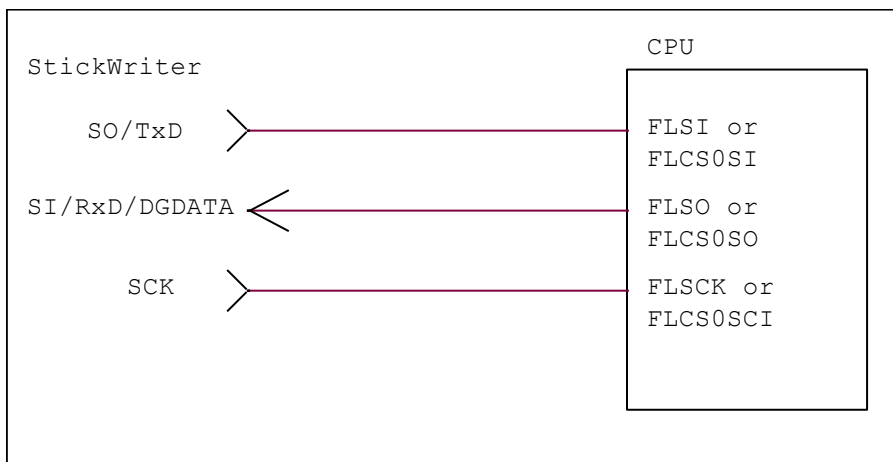 CPU
StickWriter
SO/TxD
FLSI or
FLCS0SI
SI/RxD/DGDATA
FLSO or
FLCS0SO
SCK
FLSCK or
FLCS0SCI